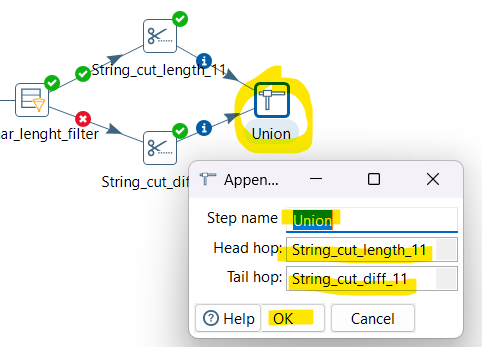 String_cut_length_11
ar_lenght_filter
Union
String_cut_dif
Appen...
Step name
Union
Head hop:
String_cut_length_11
Tail hop:
String_cut_diff_11
Help
OK
Cancel